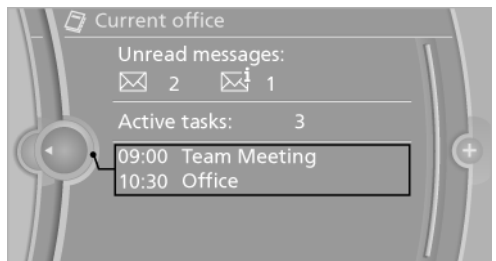 Current office
Unread messages:
2 1
Active tasks: 3
09:00 Team Meeting
10:30 Office